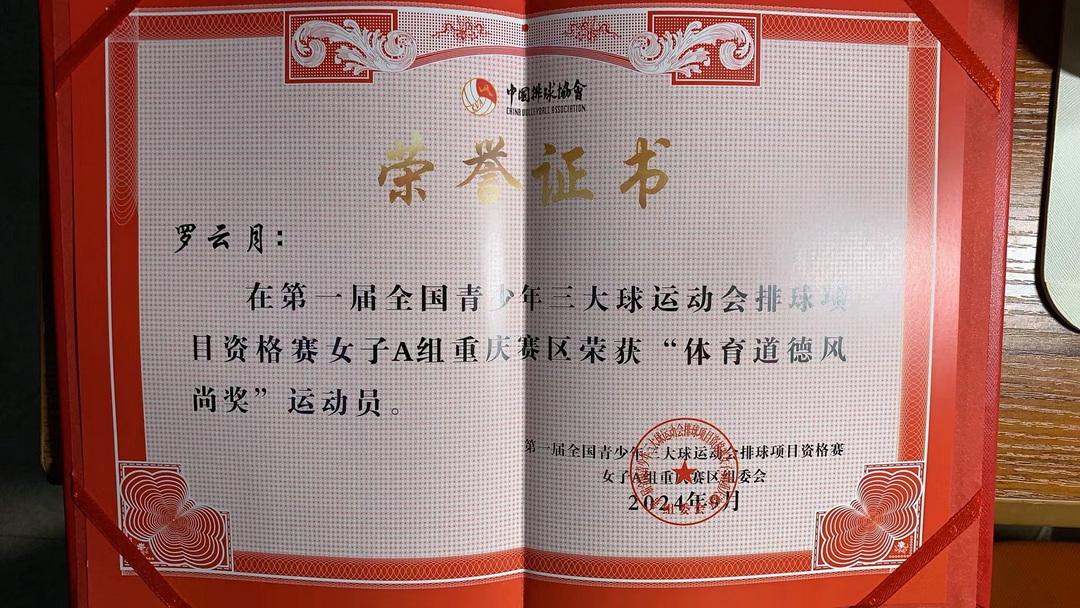 中国排球協會
CHINA VOLLEYBALL ASSOCIATION
荣誉证书
罗云月：
在第一届全国青少年三大球运动会排球项
目资格赛女子A组重庆赛区荣获“体育道德风
尚奖”运动员。
第一届全国青少年三大球运动会排球项目资格赛
女子A组重庆赛区组委会
2024年9月